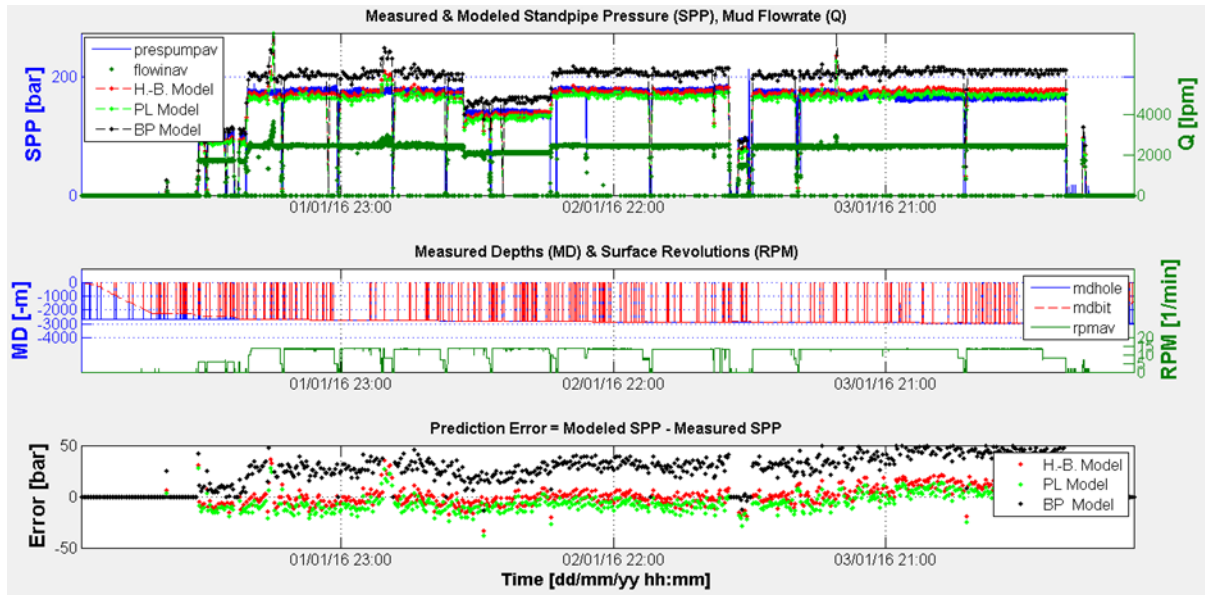 Measured & Modeled Standpipe Pressure (SPP), Mud Flowrate (Q)
prespumpav
flowinav
H.-B. Model
PL Model
BP Model
SPP [bar]
200
0
Q [lpm]
4000
2000
0
01/01/16 23:00
02/01/16 22:00
03/01/16 21:00
Measured Depths (MD) & Surface Revolutions (RPM)
mdhole
mdbit
rpmav
MD [-m]
0
-1000
-2000
-3000
-4000
RPM [1/min]
20
0
01/01/16 23:00
02/01/16 22:00
03/01/16 21:00
Prediction Error = Modeled SPP - Measured SPP
H.-B. Model
PL Model
BP Model
Error [bar]
50
0
-50
01/01/16 23:00
02/01/16 22:00
03/01/16 21:00
Time [dd/mm/yy hh:mm]